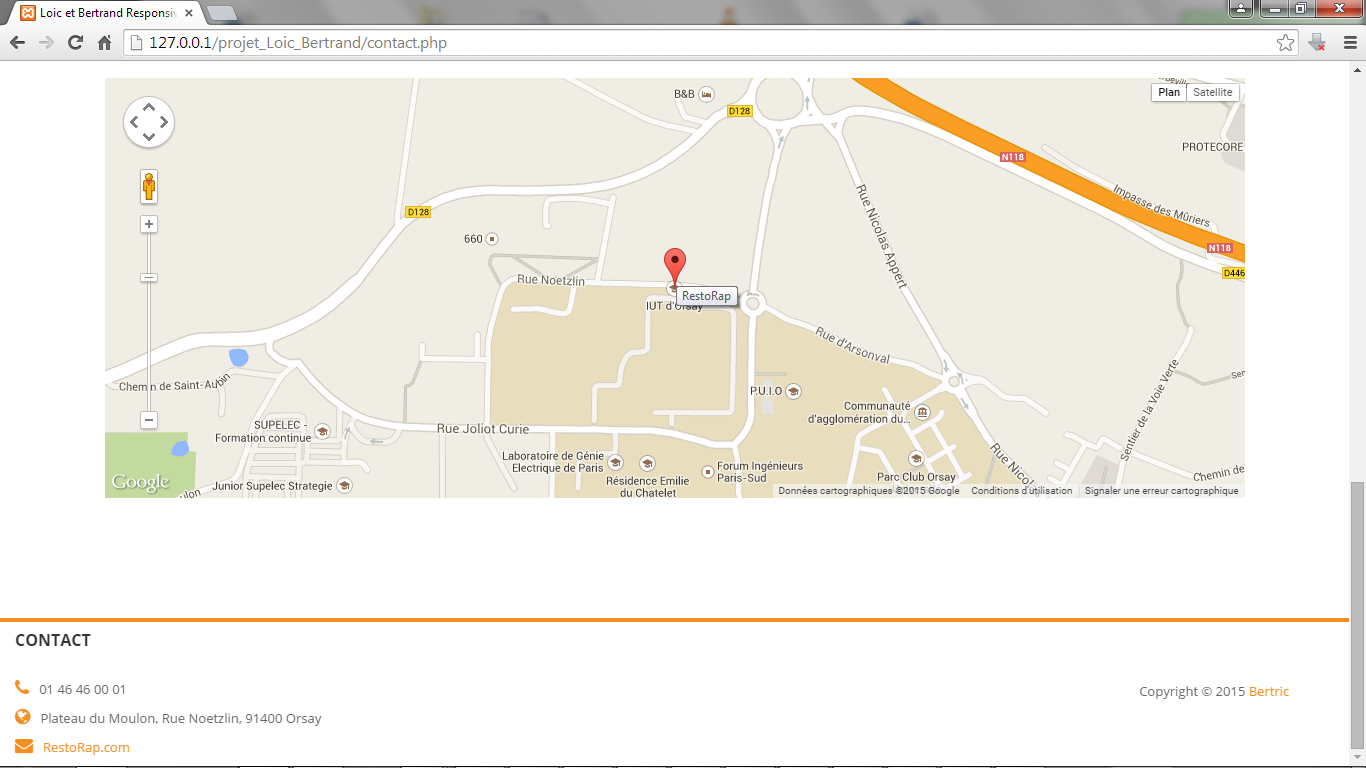 Loic et Bertrand Responsiv
127.0.0.1/projet_Loic_Bertrand/contact.php
B&B
D128
Plan
Satellite
PROTECORE
N118
Impasse des Mûriers
Rue Nicolas Appert
D128
N118
D446
660
Rue Noetzlin
RestoRap
IUT d'Orsay
Rue d'Arsonval
Chemin de Saint-Aubin
P.U.I.O
Sen
Communauté
d'agglomération du...
Sentier de la Voie Verte
SUPELEC -
Formation continue
Rue Joliot Curie
Laboratoire de Génie
Electrique de Paris
Forum Ingénieurs
Paris-Sud
Rue Nico
Chemin de
Parc Club Orsay
Résidence Emilie
du Chatelet
Google
Junior Supelec Strategie
oulon
Données cartographiques ©2015 Google
Conditions d'utilisation
Signaler une erreur cartographique
CONTACT
01 46 46 00 01
Copyright © 2015 Bertric
Plateau du Moulon, Rue Noetzlin, 91400 Orsay
RestoRap.com